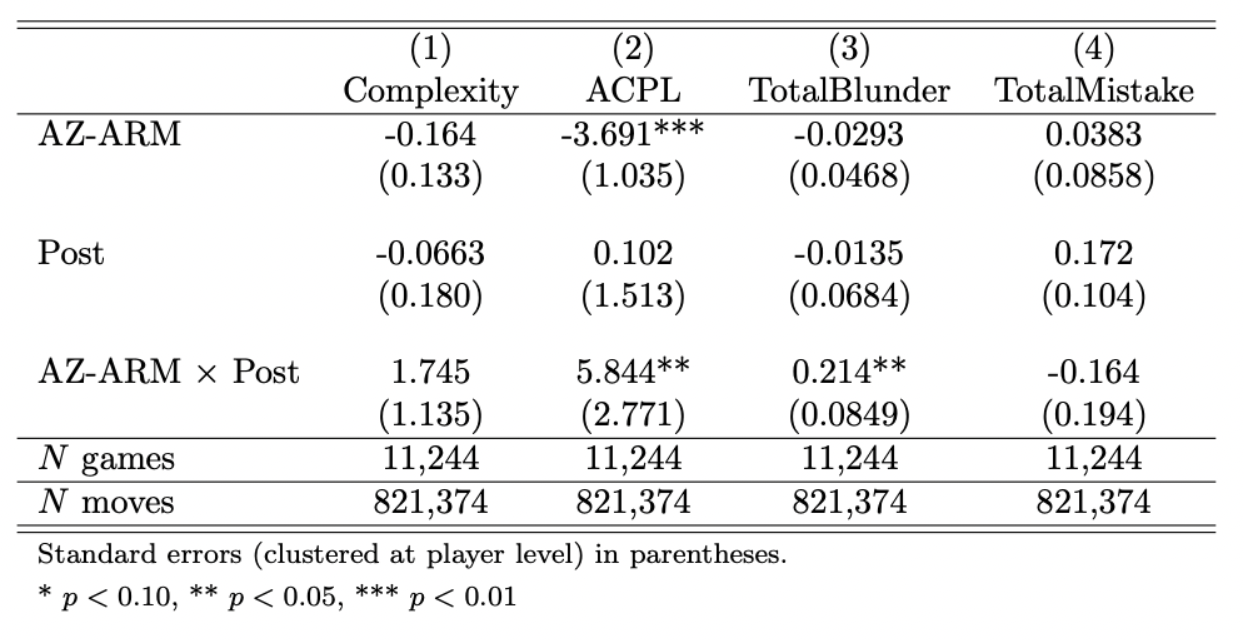 (1) (2) (3) (4)
Complexity ACPL TotalBlunder TotalMistake
AZ-ARM -0.164 -3.691*** -0.0293 0.0383
(0.133) (1.035) (0.0468) (0.0858)
Post -0.0663 0.102 -0.0135 0.172
(0.180) (1.513) (0.0684) (0.104)
AZ-ARM × Post 1.745 5.844** 0.214** -0.164
(1.135) (2.771) (0.0849) (0.194)
N games 11,244 11,244 11,244 11,244
N moves 821,374 821,374 821,374 821,374
Standard errors (clustered at player level) in parentheses.
* p < 0.10, ** p < 0.05, *** p < 0.01